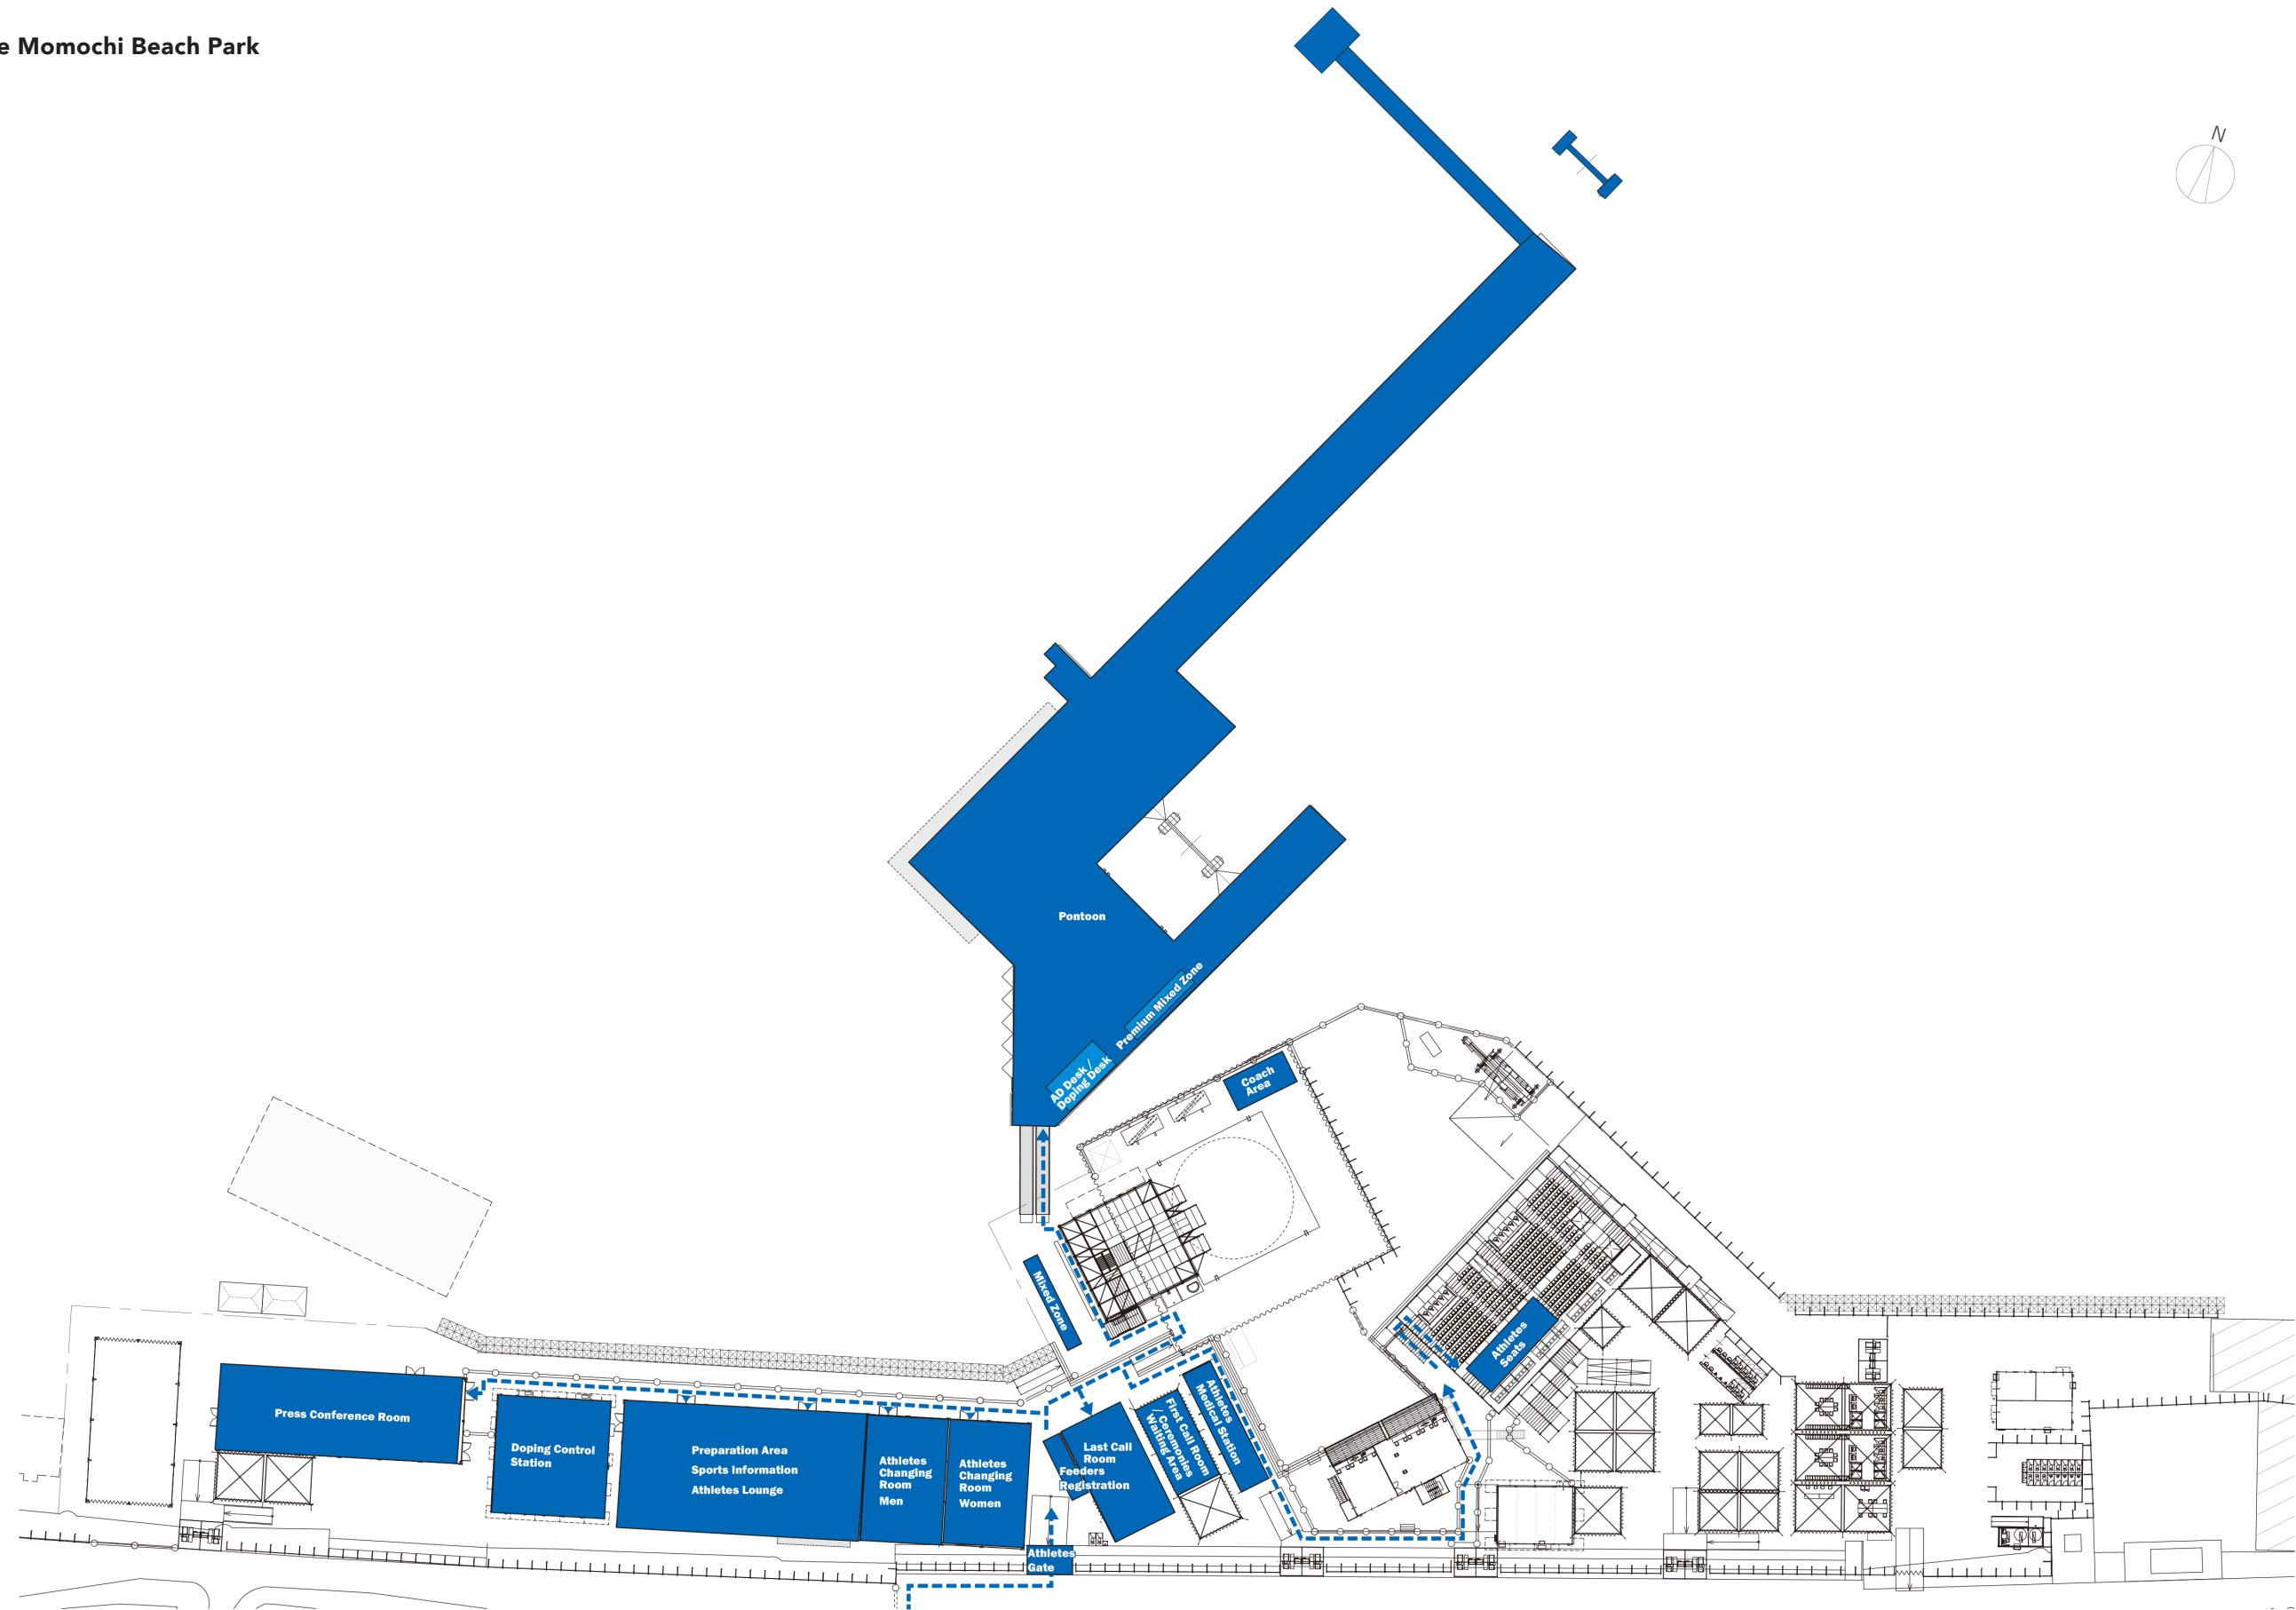 e Momochi Beach Park
N
Pontoon
Premium Mixed Zone
AD Desk /
Doping Desk
Coach
Area
Mixed Zone
Athletes
Seats
Press Conference Room
Doping Control
Station
Preparation Area
Sports Information
Athletes Lounge
Athletes
Changing
Room
Men
Athletes
Changing
Room
Women
Last Call
Room
Feeders
Registration
First Call Room
/ Ceremonies
Waiting Area
Athletes
Medical Station
Athletes
Gate